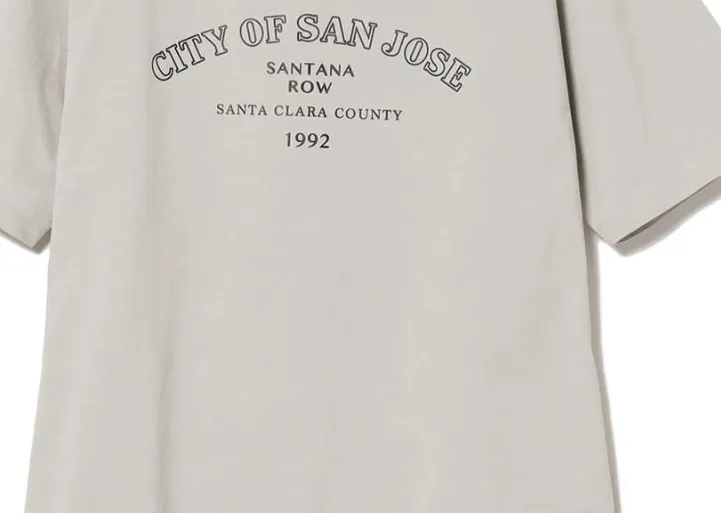 CITY OF SAN JOSE
SANTANA
ROW
SANTA CLARA COUNTY
1992